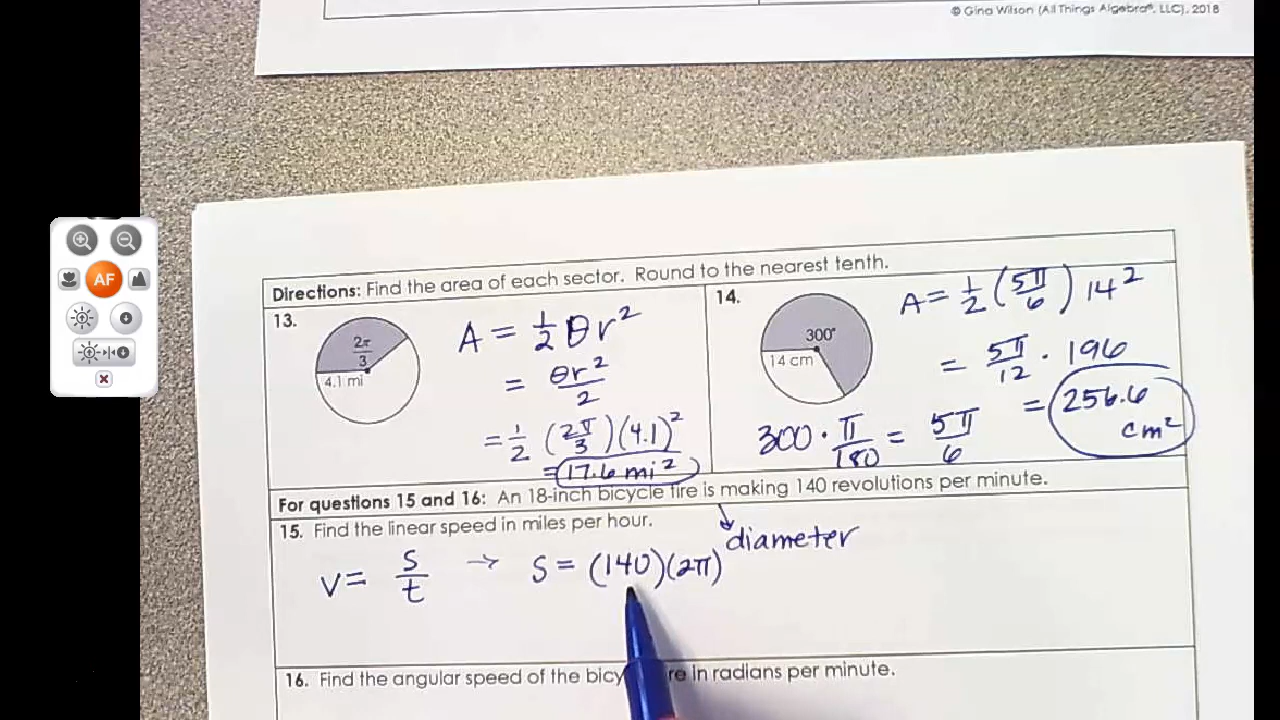 © Gina Wilson (All Things Algebra®, LLC), 2018
AF
Directions: Find the area of each sector. Round to the nearest tenth.
13.
2π/3
4.1 mi
A = 1/2 θr²
= θr²/2
= 1/2 (2π/3)(4.1)²
= 17.6 mi²
14.
300°
14 cm
A = 1/2 (5π/6) 14²
= 5π/12 · 196
= 256.6
cm²
300 · π/180 = 5π/6
For questions 15 and 16: An 18-inch bicycle tire is making 140 revolutions per minute.
15. Find the linear speed in miles per hour.
diameter
V = s/t → S = (140)(2π)
16. Find the angular speed of the bicy re in radians per minute.